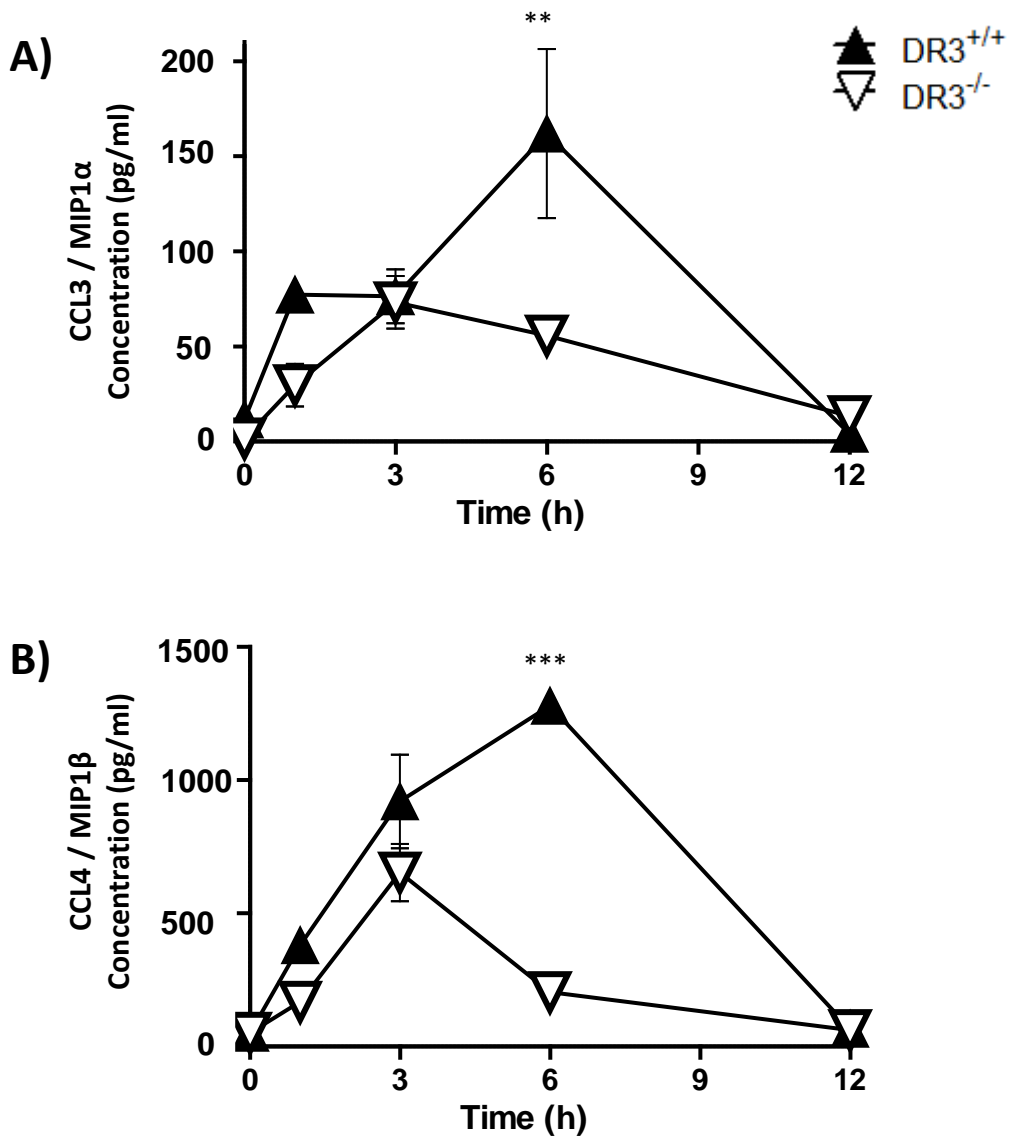 A)
CCL3 / MIP1α
Concentration (pg/ml)
200
150
100
50
0
**
DR3+/+
DR3-/-
0 3 6 9 12
Time (h)
B)
CCL4 / MIP1β
Concentration (pg/ml)
1500
1000
500
0
***
0 3 6 9 12
Time (h)